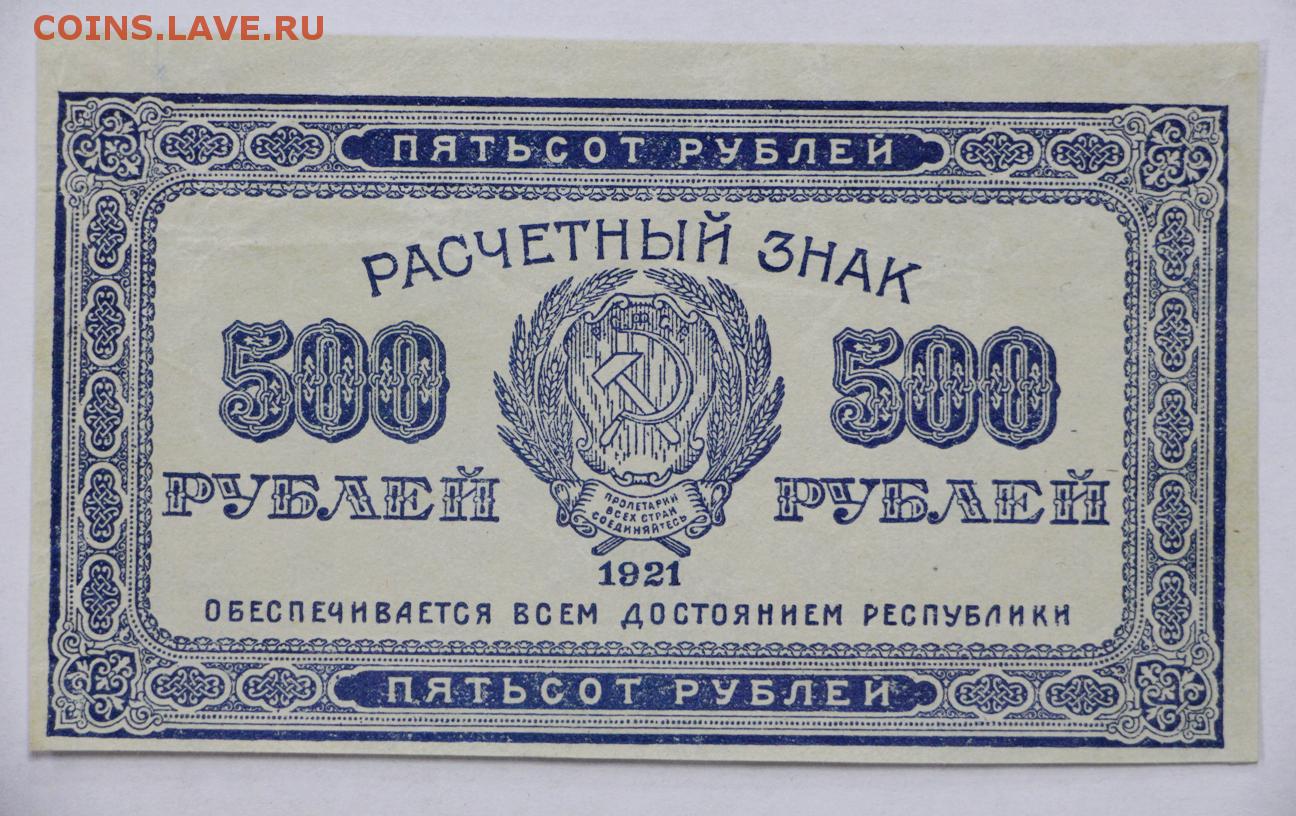 COINS.LAVE.RU
ПЯТЬСОТ РУБЛЕЙ
РАСЧЕТНЫЙ ЗНАК
500 500
РУБЛЕЙ РУБЛЕЙ
ПРОЛЕТАРИИ
ВСЕХ СТРАН
СОЕДИНЯЙТЕСЬ
1921
ОБЕСПЕЧИВАЕТСЯ ВСЕМ ДОСТОЯНИЕМ РЕСПУБЛИКИ
ПЯТЬСОТ РУБЛЕЙ